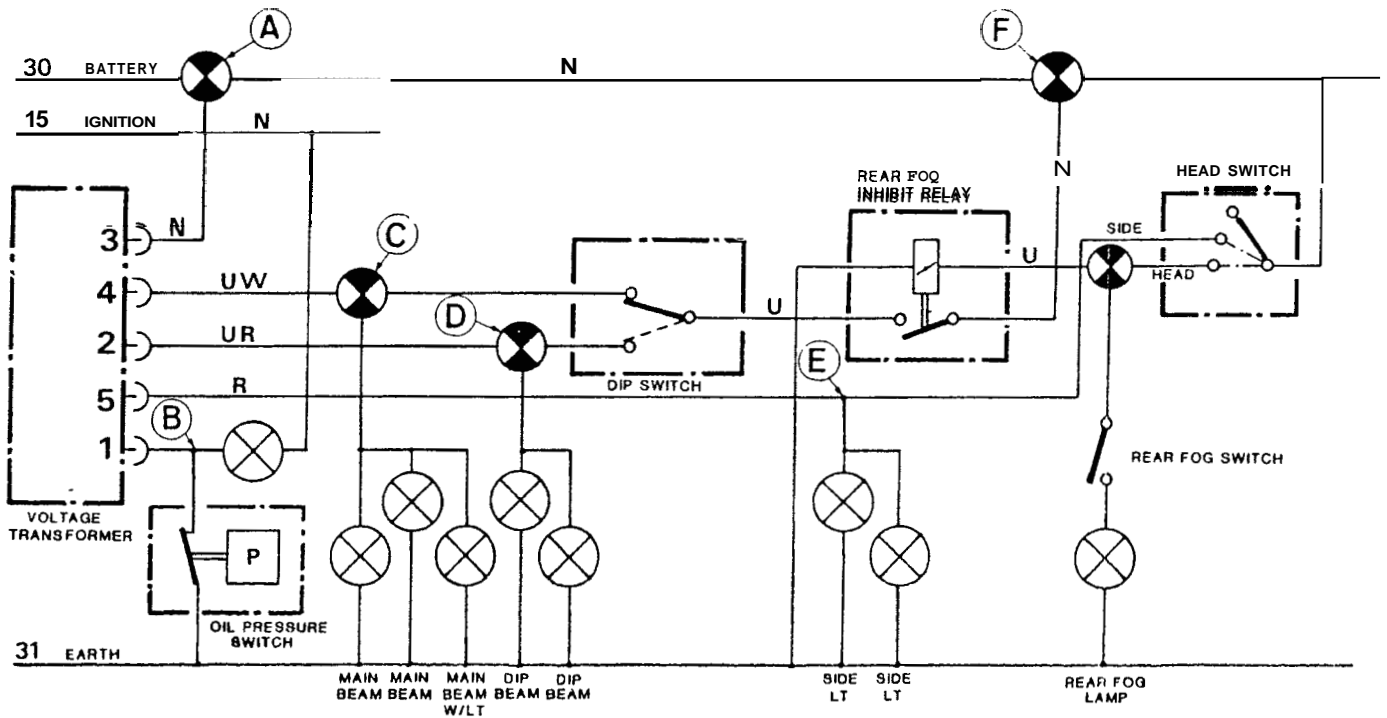 A
F
30 BATTERY
N
15 IGNITION
N
REAR FOQ
INHIBIT RELAY
N
HEAD SWITCH
3
N
C
SIDE
U
HEAD
4
UW
D
U
2
UR
E
DIP SWITCH
5
R
B
1
REAR FOG SWITCH
VOLTAGE
TRANSFORMER
P
OIL PRESSURE
SWITCH
31 EARTH
MAIN
BEAM
MAIN
BEAM
MAIN
BEAM
W/LT
DIP
BEAM
DIP
BEAM
SIDE
LT
SIDE
LT
REAR FOG
LAMP